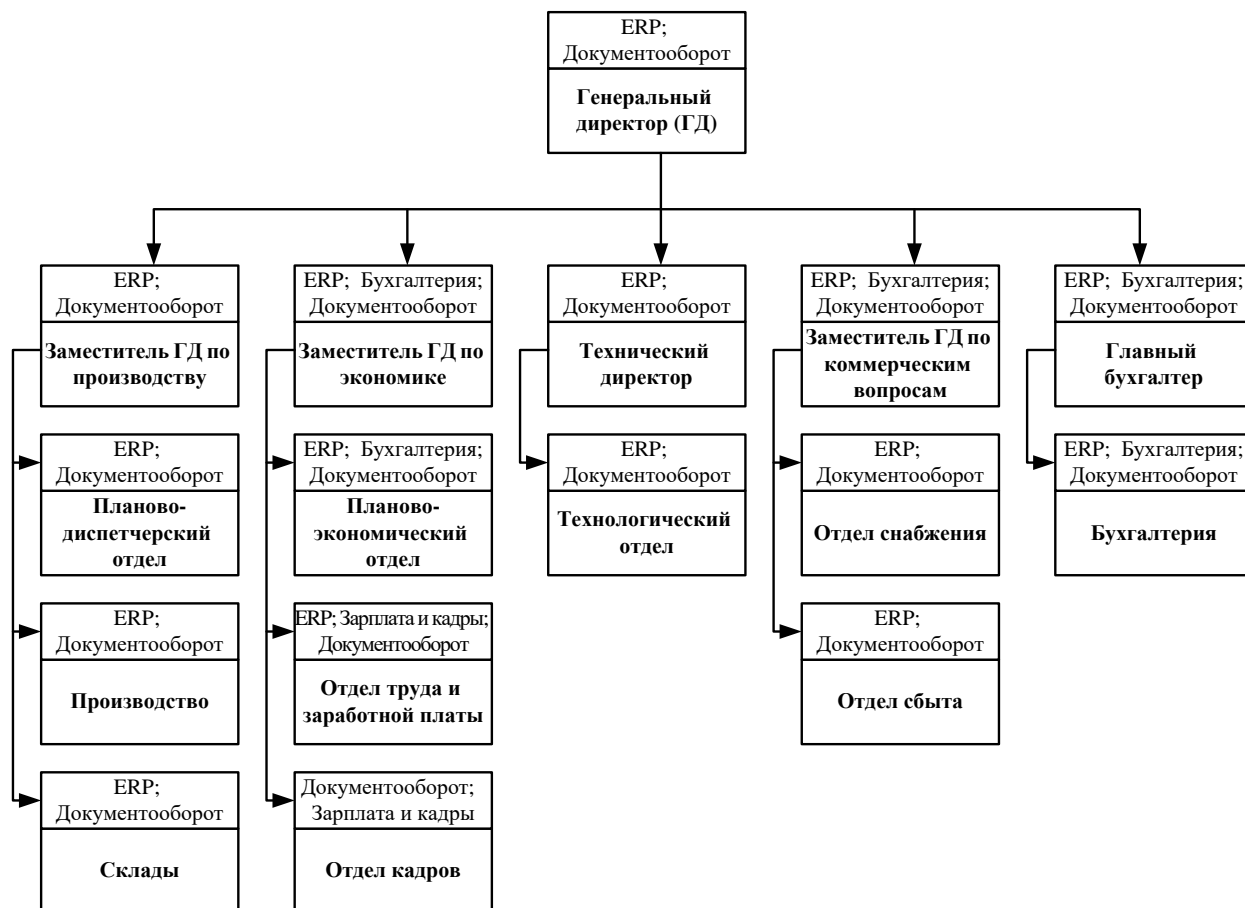 ERP;
Документооборот
Генеральный
директор (ГД)
ERP;
Документооборот
Заместитель ГД по
производству
ERP; Бухгалтерия;
Документооборот
Заместитель ГД по
экономике
ERP;
Документооборот
Технический
директор
ERP; Бухгалтерия;
Документооборот
Заместитель ГД по
коммерческим
вопросам
ERP; Бухгалтерия;
Документооборот
Главный
бухгалтер
ERP;
Документооборот
Планово-
диспетчерский
отдел
ERP; Бухгалтерия;
Документооборот
Планово-
экономический
отдел
ERP;
Документооборот
Технологический
отдел
ERP;
Документооборот
Отдел снабжения
ERP; Бухгалтерия;
Документооборот
Бухгалтерия
ERP;
Документооборот
Производство
ERP; Зарплата и кадры;
Документооборот
Отдел труда и
заработной платы
ERP;
Документооборот
Отдел сбыта
ERP;
Документооборот
Склады
Документооборот;
Зарплата и кадры
Отдел кадров